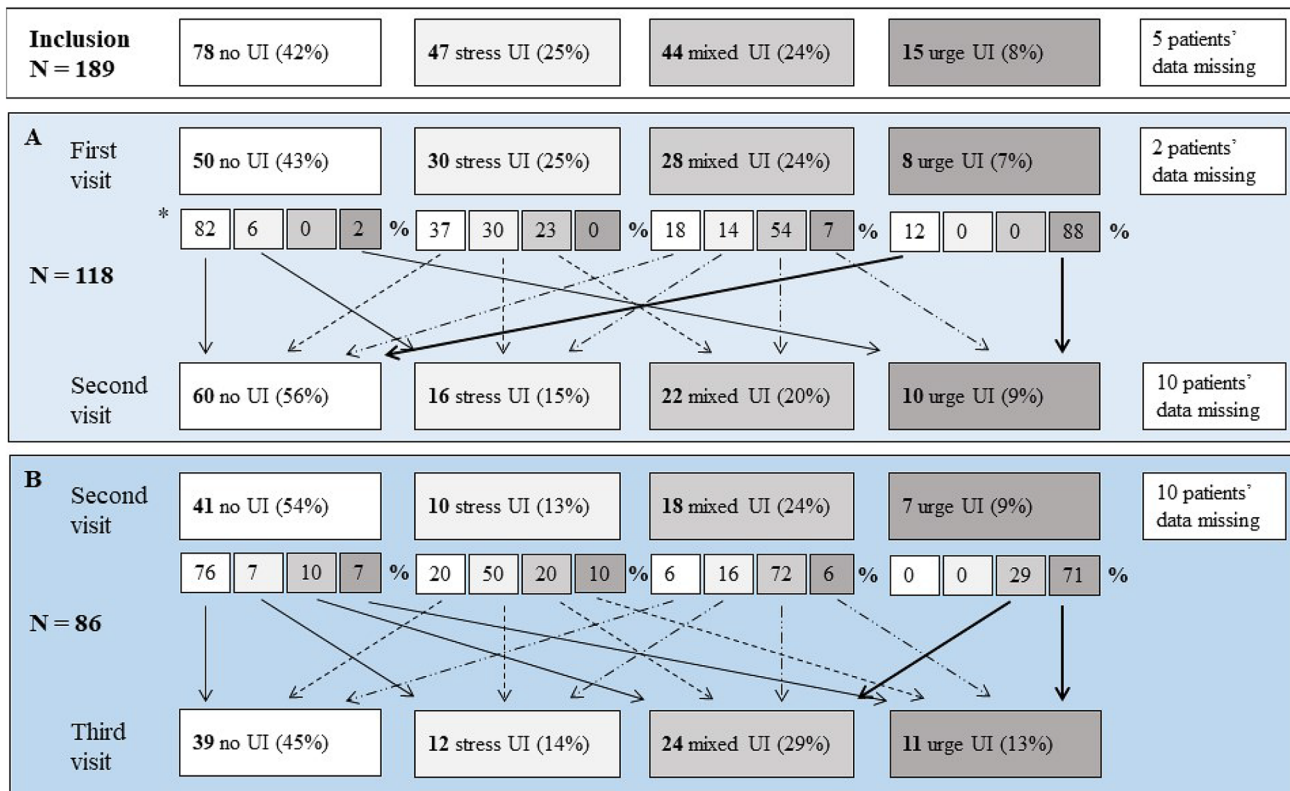 Inclusion
N = 189
78 no UI (42%)
47 stress UI (25%)
44 mixed UI (24%)
15 urge UI (8%)
5 patients’
data missing
A
First
visit
50 no UI (43%)
30 stress UI (25%)
28 mixed UI (24%)
8 urge UI (7%)
2 patients’
data missing
* 82 6 0 2 % 37 30 23 0 % 18 14 54 7 % 12 0 0 88 %
N = 118
Second
visit
60 no UI (56%)
16 stress UI (15%)
22 mixed UI (20%)
10 urge UI (9%)
10 patients’
data missing
B
Second
visit
41 no UI (54%)
10 stress UI (13%)
18 mixed UI (24%)
7 urge UI (9%)
10 patients’
data missing
76 7 10 7 % 20 50 20 10 % 6 16 72 6 % 0 0 29 71 %
N = 86
Third
visit
39 no UI (45%)
12 stress UI (14%)
24 mixed UI (29%)
11 urge UI (13%)